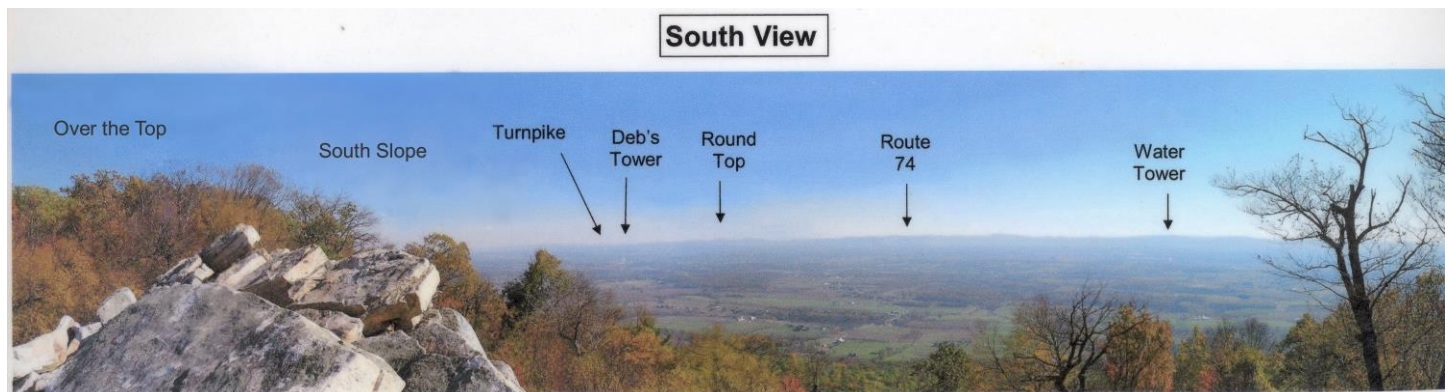 South View
Over the Top
South Slope
Turnpike
Deb's
Tower
Round
Top
Route
74
Water
Tower